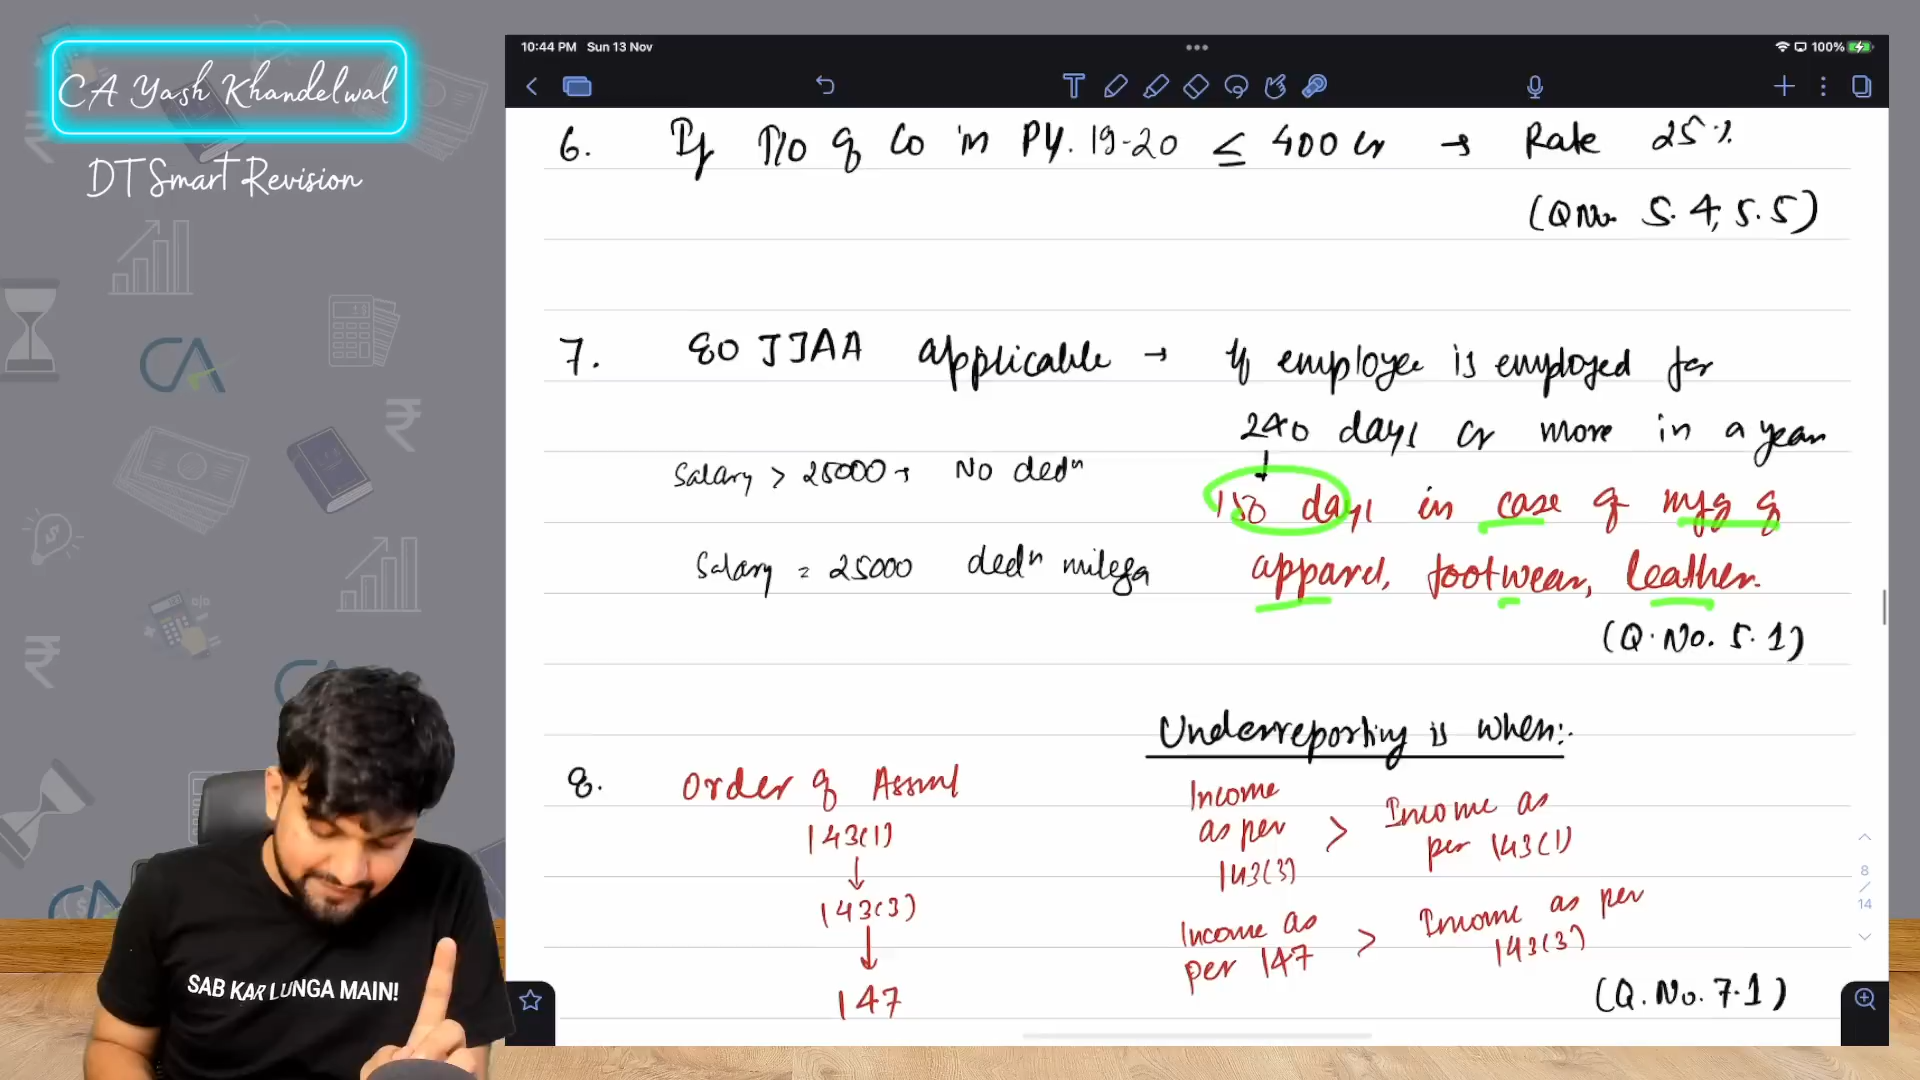 CA Yash Khandelwal
DT Smart Revision
10:44 PM Sun 13 Nov
100%
6. If T/O of Co in PY. 19-20 ≤ 400 cr → Rate 25%
(Q No. 5.4, 5.5)
7. 80 JJAA applicable → If employee is employed for
240 days or more in a year
Salary > 25000 → No dedn
↓
150 days in case of mfg of
Salary = 25000 dedn milega
apparel, footwear, leather.
(Q. No. 5.1)
8. Order of Assmt
143(1)
↓
143(3)
↓
147
Underreporting is when:
Income as per 143(3) > Income as per 143(1)
Income as per 147 > Income as per 143(3)
(Q. No. 7.1)
8
/
14
CA
SAB KAR LUNGA MAIN!